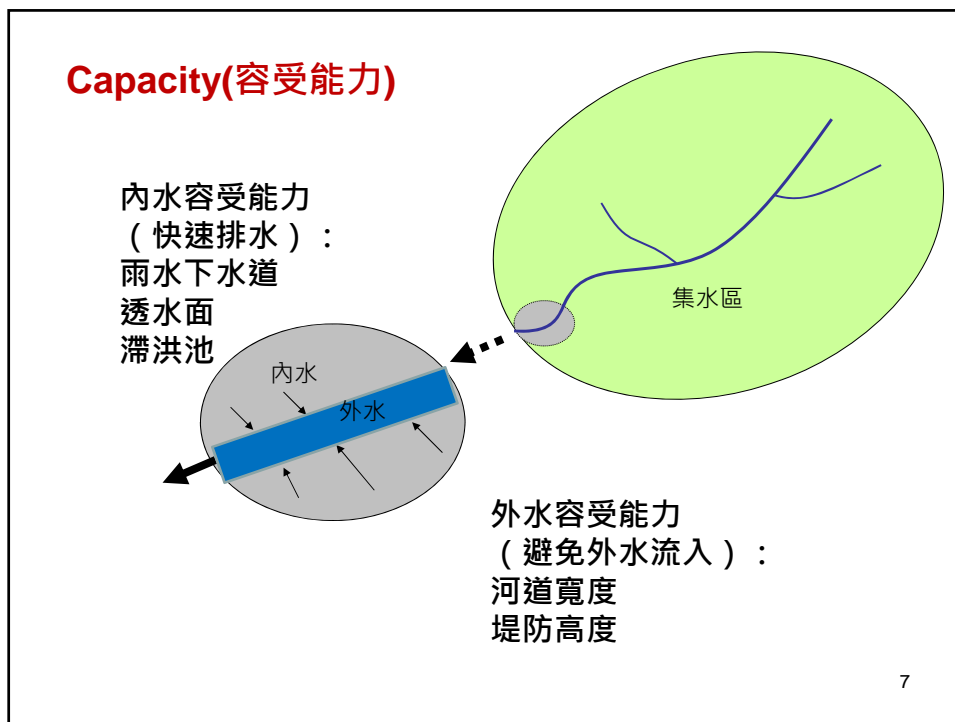 Capacity(容受能力)
內水容受能力
（快速排水）：
雨水下水道
透水面
滯洪池
集水區
內水
外水
外水容受能力
（避免外水流入）：
河道寬度
堤防高度
7